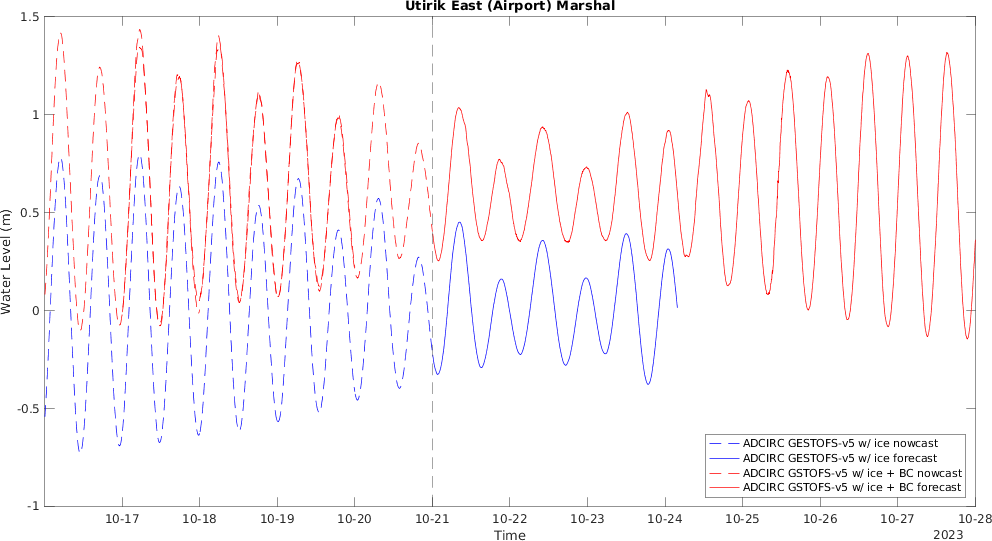 Utirik East (Airport) Marshal
1.5
1
0.5
0
-0.5
-1
Water Level (m)
10-17 10-18 10-19 10-20 10-21 10-22 10-23 10-24 10-25 10-26 10-27 10-28
Time
2023
ADCIRC GESTOFS-v5 w/ ice nowcast
ADCIRC GESTOFS-v5 w/ ice forecast
ADCIRC GSTOFS-v5 w/ ice + BC nowcast
ADCIRC GSTOFS-v5 w/ ice + BC forecast